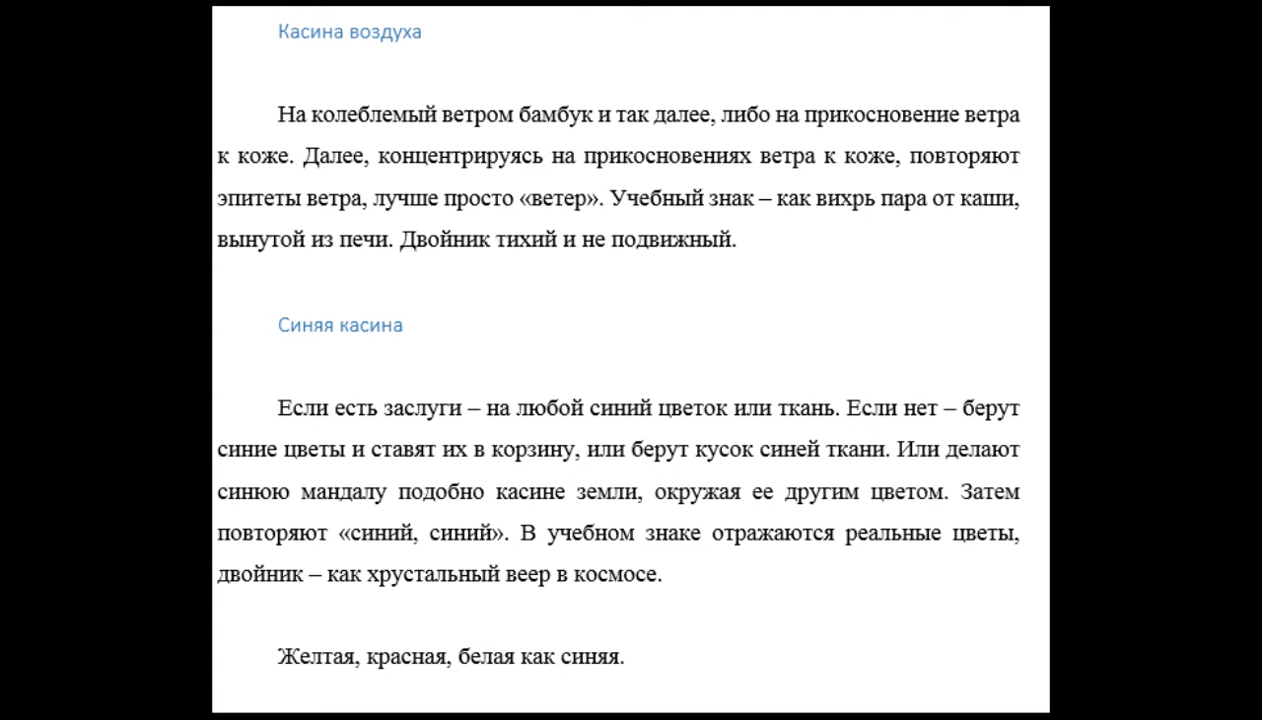 Касина воздуха
На колеблемый ветром бамбук и так далее, либо на прикосновение ветра
к коже. Далее, концентрируясь на прикосновениях ветра к коже, повторяют
эпитеты ветра, лучше просто «ветер». Учебный знак – как вихрь пара от каши,
вынутой из печи. Двойник тихий и не подвижный.
Синяя касина
Если есть заслуги – на любой синий цветок или ткань. Если нет – берут
синие цветы и ставят их в корзину, или берут кусок синей ткани. Или делают
синюю мандалу подобно касине земли, окружая ее другим цветом. Затем
повторяют «синий, синий». В учебном знаке отражаются реальные цветы,
двойник – как хрустальный веер в космосе.
Желтая, красная, белая как синяя.